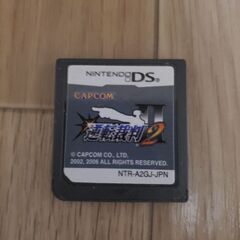 NINTENDO DS
CAPCOM
逆転裁判2
© CAPCOM CO., LTD.
2002, 2006 ALL RIGHTS RESERVED.
NTR-A2GJ-JPN